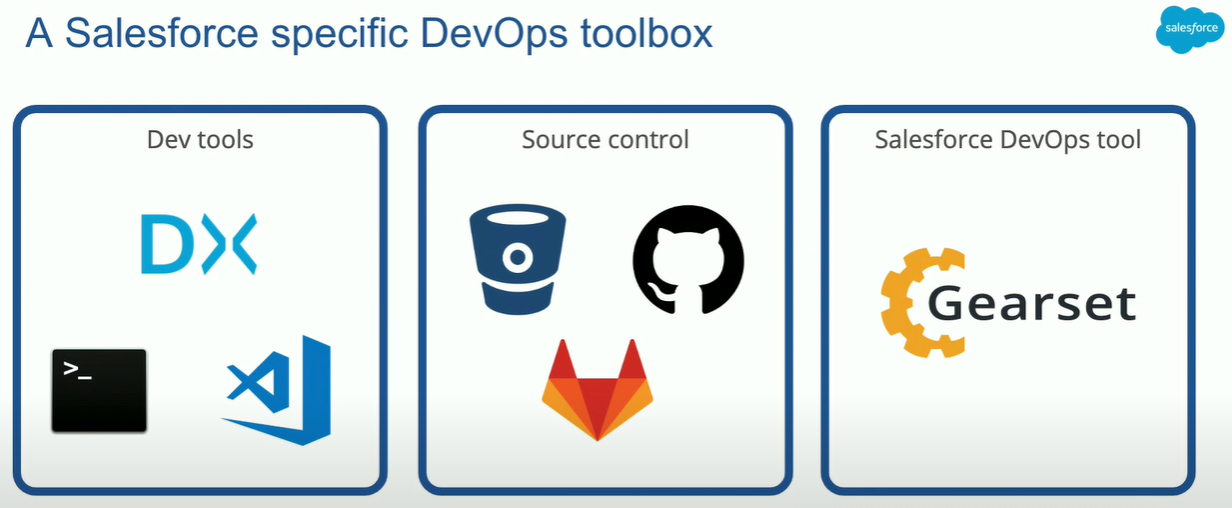 A Salesforce specific DevOps toolbox
salesforce
Dev tools
Source control
Salesforce DevOps tool
DX
>_
Gearset